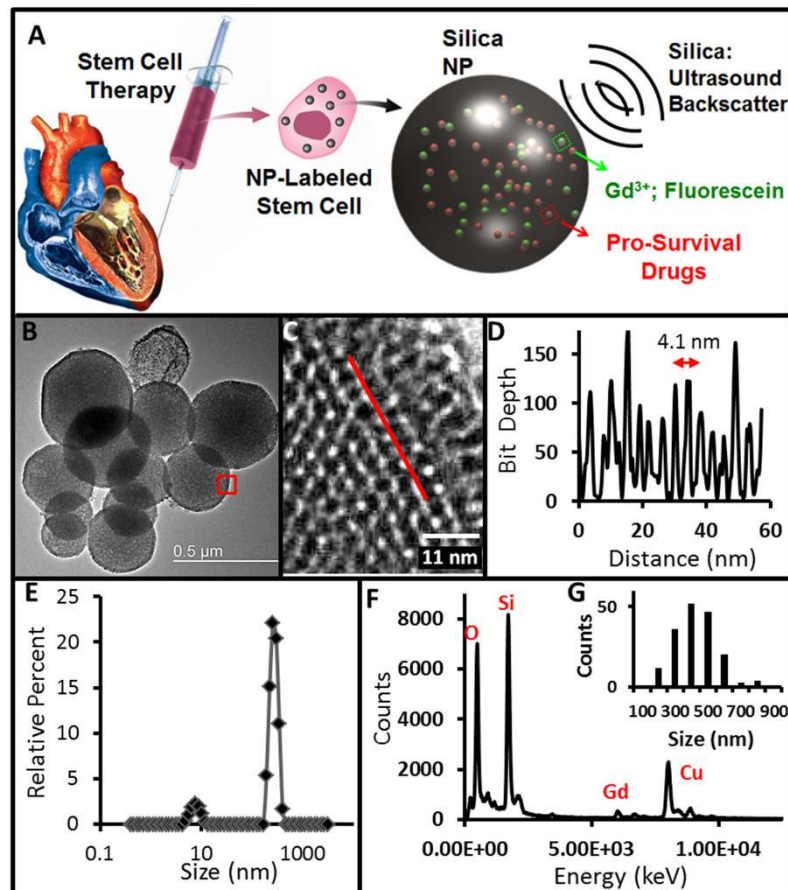 A
Stem Cell
Therapy
NP-Labeled
Stem Cell
Silica
NP
Silica:
Ultrasound
Backscatter
Gd³⁺; Fluorescein
Pro-Survival
Drugs
B
0.5 µm
C
11 nm
D
4.1 nm
150
100
50
0
Bit Depth
0 20 40 60
Distance (nm)
E
25
20
15
10
5
0
Relative Percent
0.1 10 1000
Size (nm)
F
O
Si
Gd
Cu
8000
6000
4000
2000
0
Counts
0.00E+00 5.00E+03 1.00E+04
Energy (keV)
G
50
0
Counts
100 300 500 700 900
Size (nm)